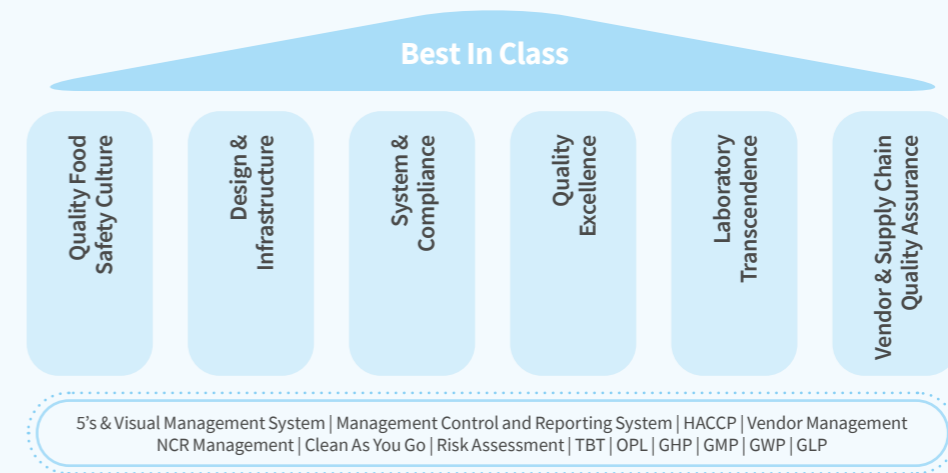 Best In Class
Quality Food
Safety Culture
Design &
Infrastructure
System &
Compliance
Quality
Excellence
Laboratory
Transcendence
Vendor & Supply Chain
Quality Assurance
5’s & Visual Management System | Management Control and Reporting System | HACCP | Vendor Management
NCR Management | Clean As You Go | Risk Assessment | TBT | OPL | GHP | GMP | GWP | GLP